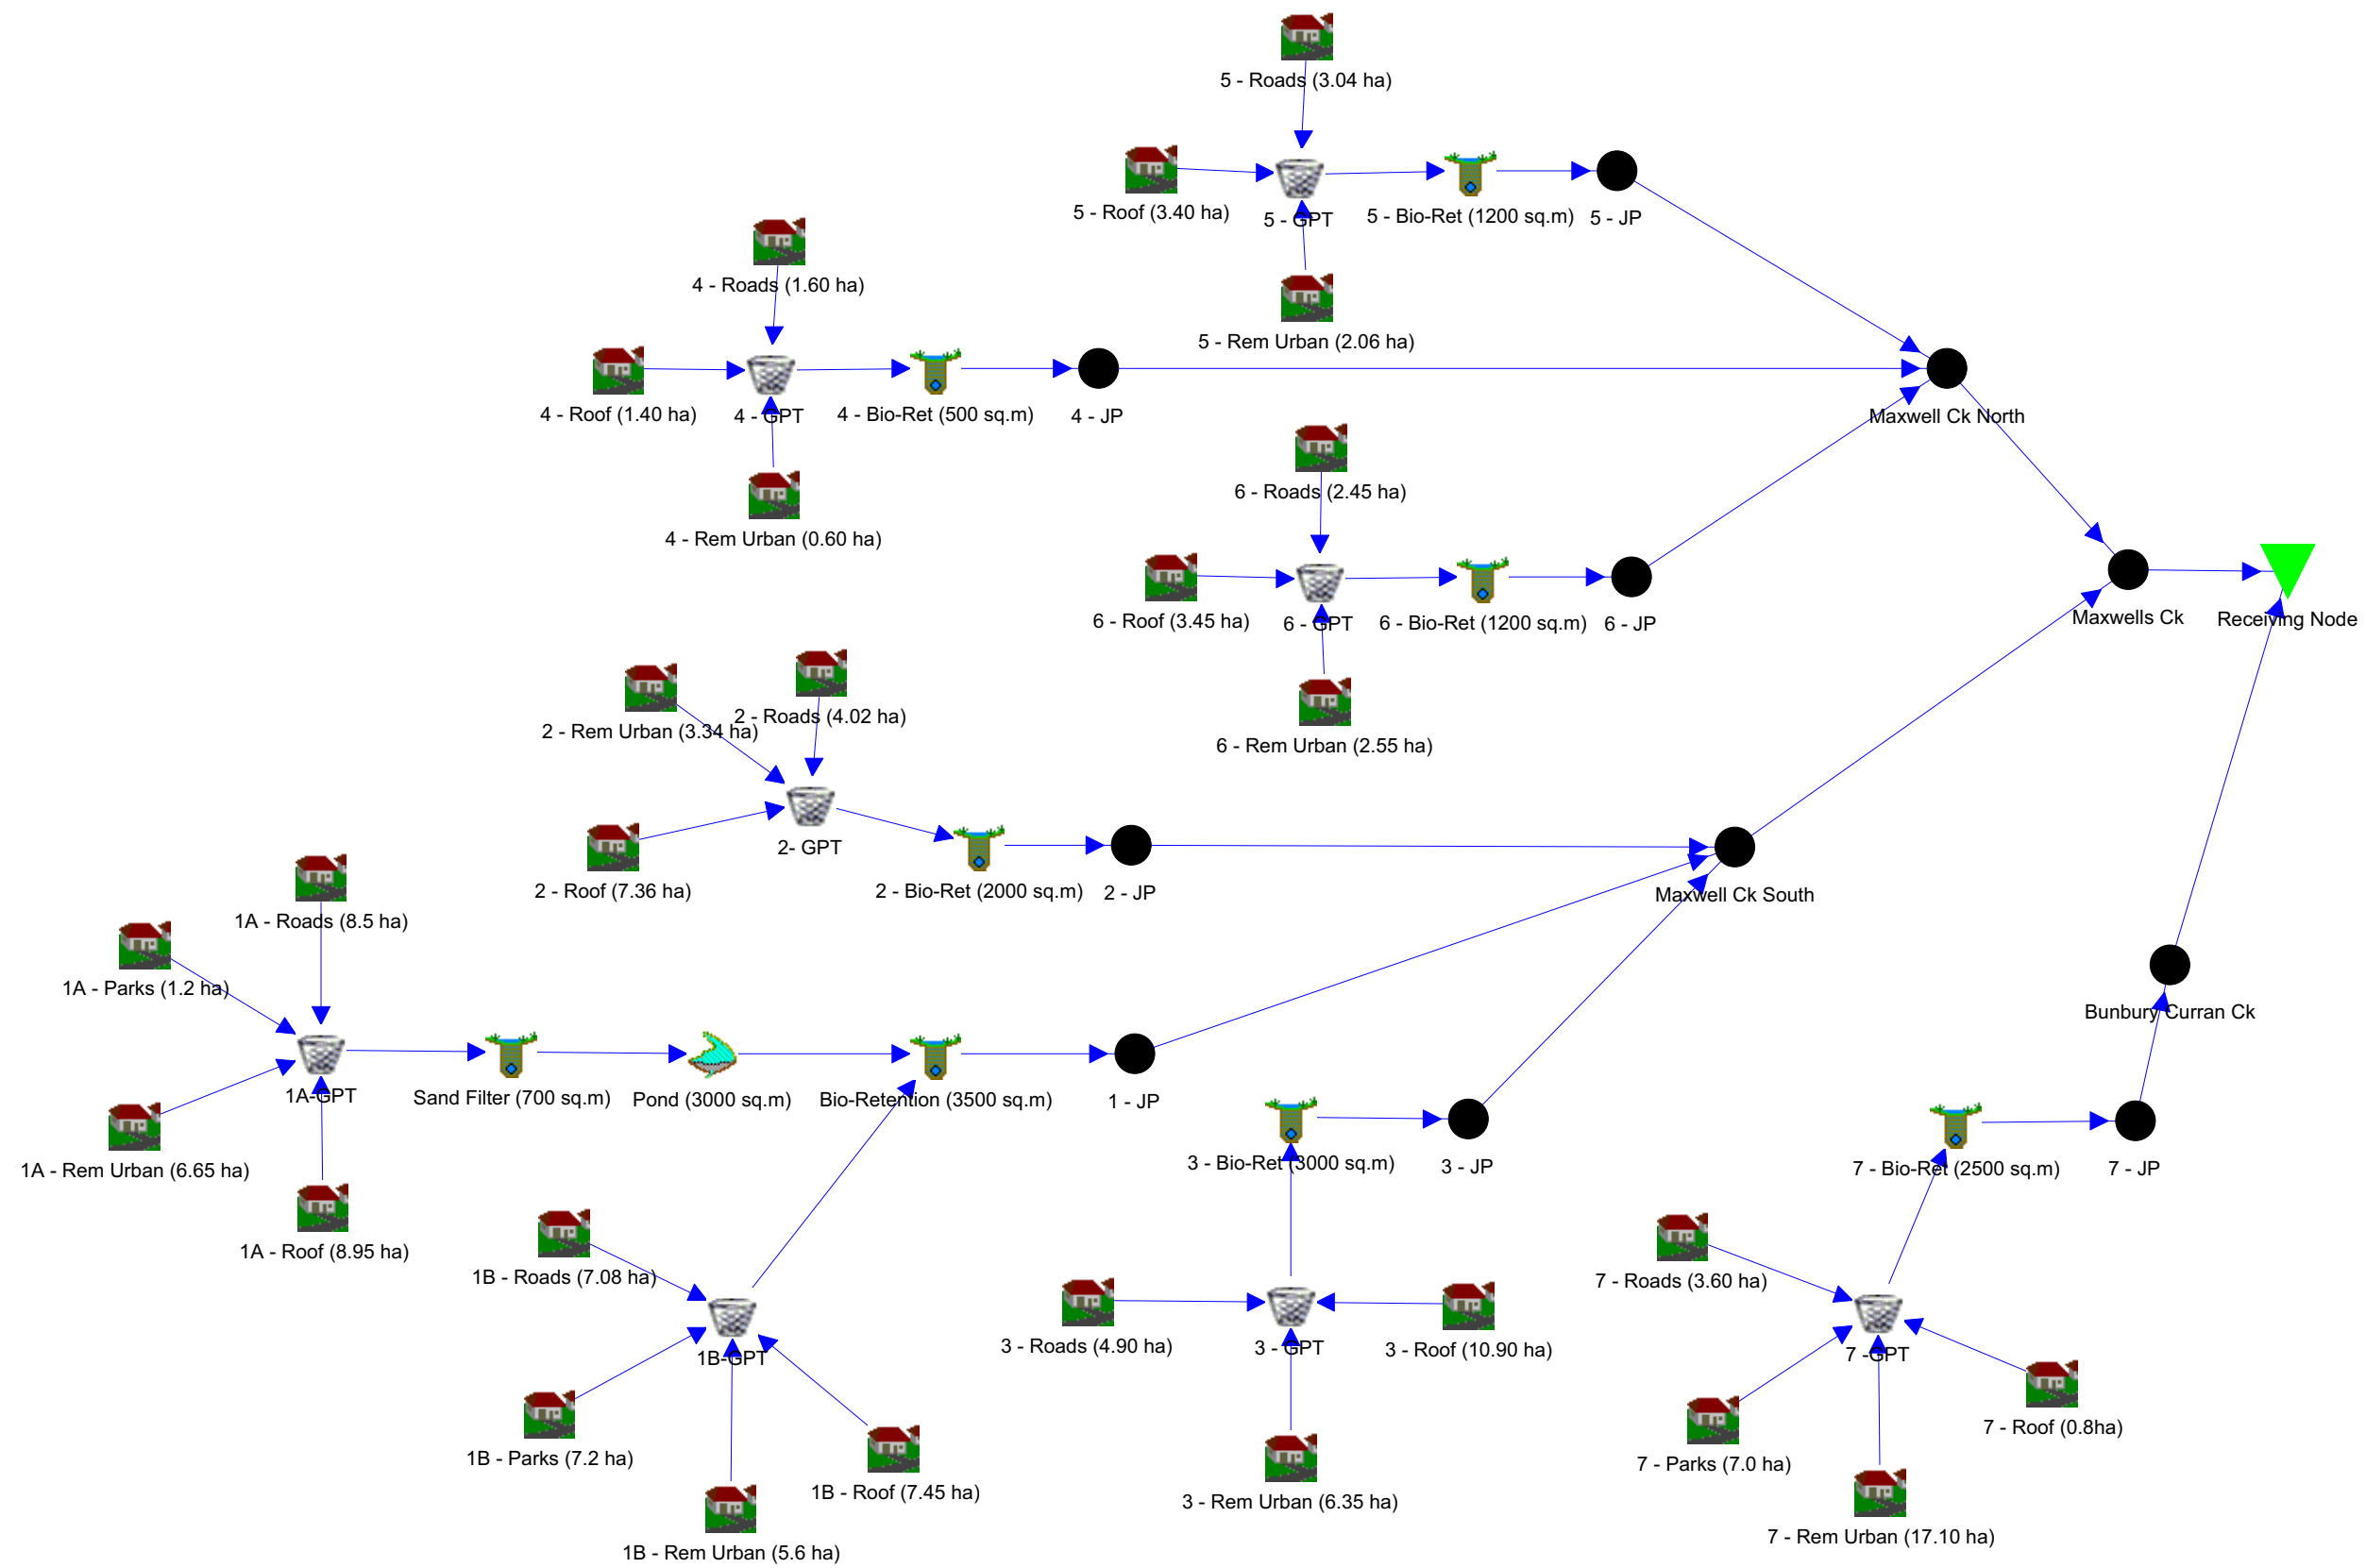 5 - Roads (3.04 ha)
5 - Roof (3.40 ha)
5 - GPT
5 - Bio-Ret (1200 sq.m)
5 - JP
4 - Roads (1.60 ha)
5 - Rem Urban (2.06 ha)
4 - Roof (1.40 ha)
4 - GPT
4 - Bio-Ret (500 sq.m)
4 - JP
Maxwell Ck North
6 - Roads (2.45 ha)
4 - Rem Urban (0.60 ha)
6 - Roof (3.45 ha)
6 - GPT
6 - Bio-Ret (1200 sq.m)
6 - JP
Maxwells Ck
Receiving Node
2 - Rem Urban (3.34 ha)
2 - Roads (4.02 ha)
6 - Rem Urban (2.55 ha)
2- GPT
2 - Roof (7.36 ha)
2 - Bio-Ret (2000 sq.m)
2 - JP
Maxwell Ck South
1A - Roads (8.5 ha)
1A - Parks (1.2 ha)
Bunbury Curran Ck
1A-GPT
Sand Filter (700 sq.m)
Pond (3000 sq.m)
Bio-Retention (3500 sq.m)
1 - JP
1A - Rem Urban (6.65 ha)
3 - Bio-Ret (3000 sq.m)
3 - JP
7 - Bio-Ret (2500 sq.m)
7 - JP
1A - Roof (8.95 ha)
1B - Roads (7.08 ha)
7 - Roads (3.60 ha)
1B-GPT
3 - Roads (4.90 ha)
3 - GPT
3 - Roof (10.90 ha)
7 -GPT
1B - Parks (7.2 ha)
7 - Roof (0.8ha)
7 - Parks (7.0 ha)
1B - Roof (7.45 ha)
3 - Rem Urban (6.35 ha)
7 - Rem Urban (17.10 ha)
1B - Rem Urban (5.6 ha)